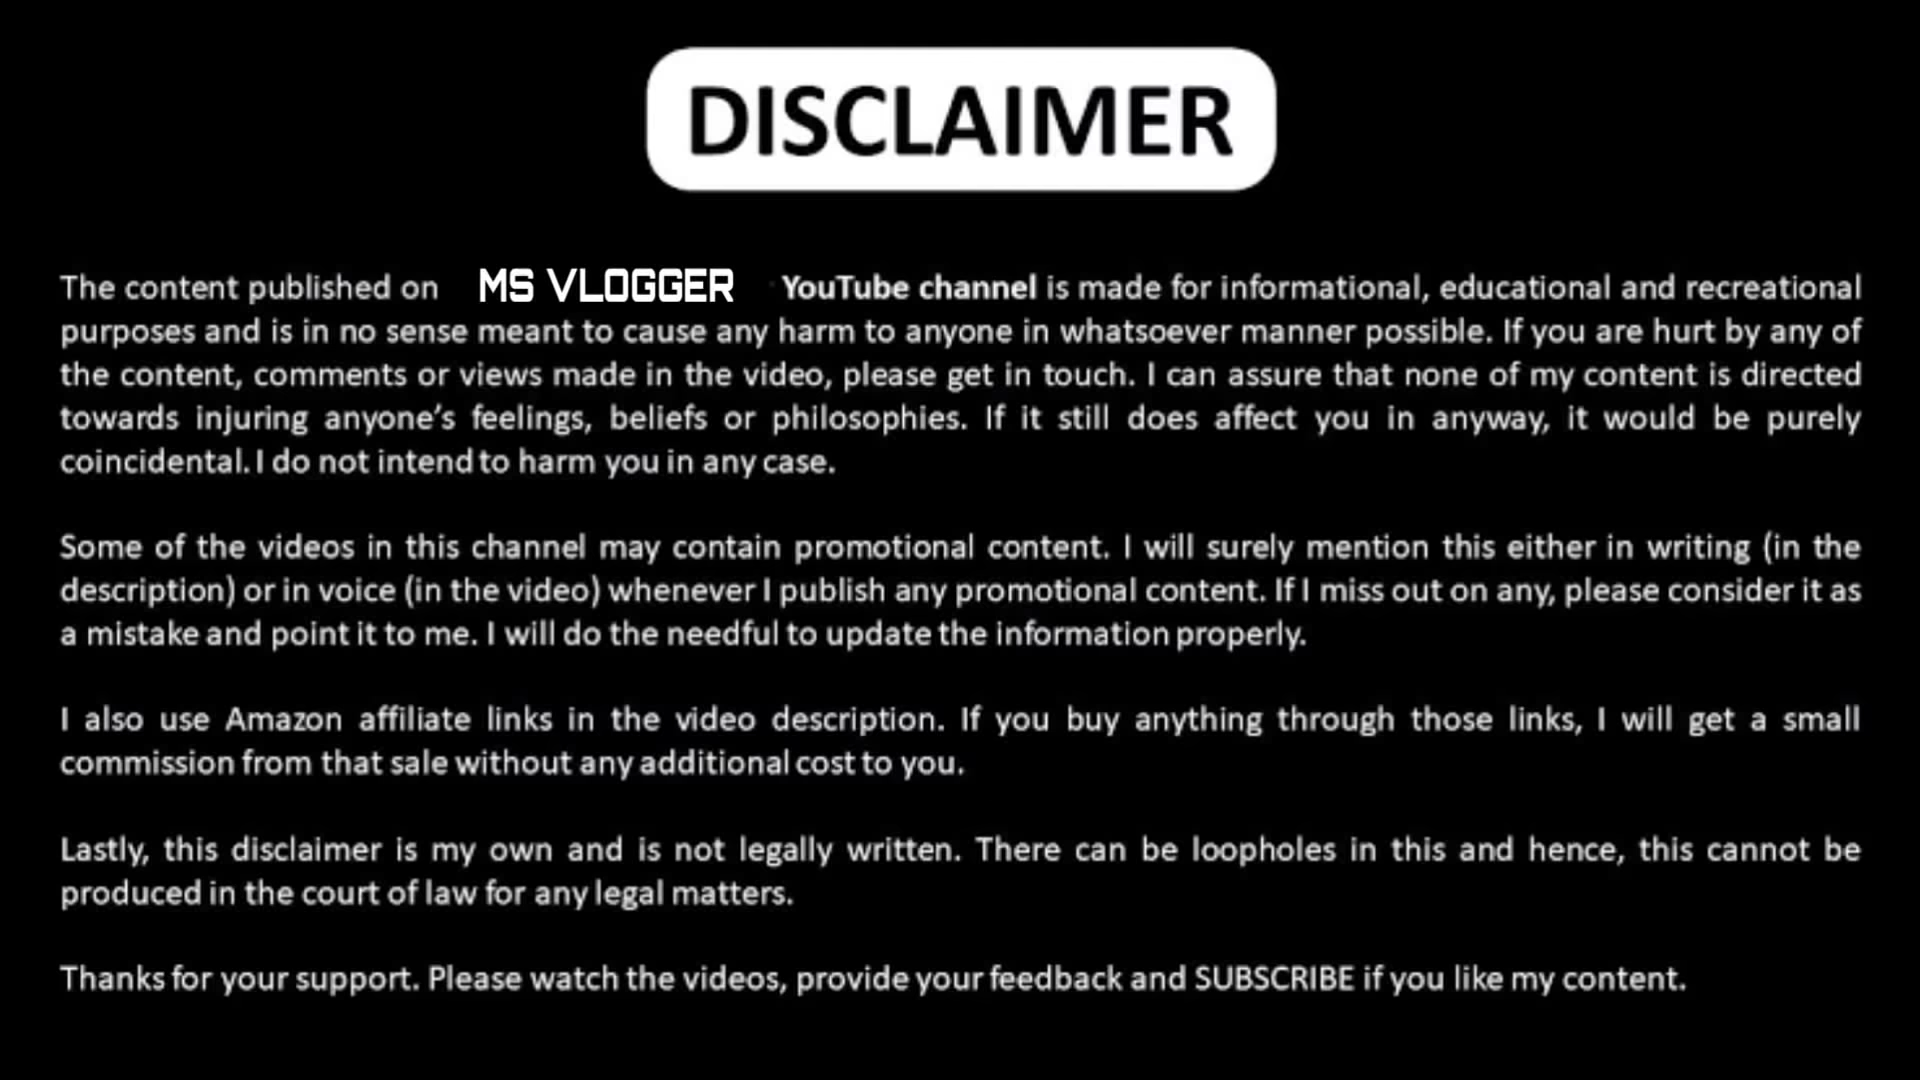 DISCLAIMER
The content published on MS VLOGGER YouTube channel is made for informational, educational and recreational
purposes and is in no sense meant to cause any harm to anyone in whatsoever manner possible. If you are hurt by any of
the content, comments or views made in the video, please get in touch. I can assure that none of my content is directed
towards injuring anyone’s feelings, beliefs or philosophies. If it still does affect you in anyway, it would be purely
coincidental. I do not intend to harm you in any case.
Some of the videos in this channel may contain promotional content. I will surely mention this either in writing (in the
description) or in voice (in the video) whenever I publish any promotional content. If I miss out on any, please consider it as
a mistake and point it to me. I will do the needful to update the information properly.
I also use Amazon affiliate links in the video description. If you buy anything through those links, I will get a small
commission from that sale without any additional cost to you.
Lastly, this disclaimer is my own and is not legally written. There can be loopholes in this and hence, this cannot be
produced in the court of law for any legal matters.
Thanks for your support. Please watch the videos, provide your feedback and SUBSCRIBE if you like my content.